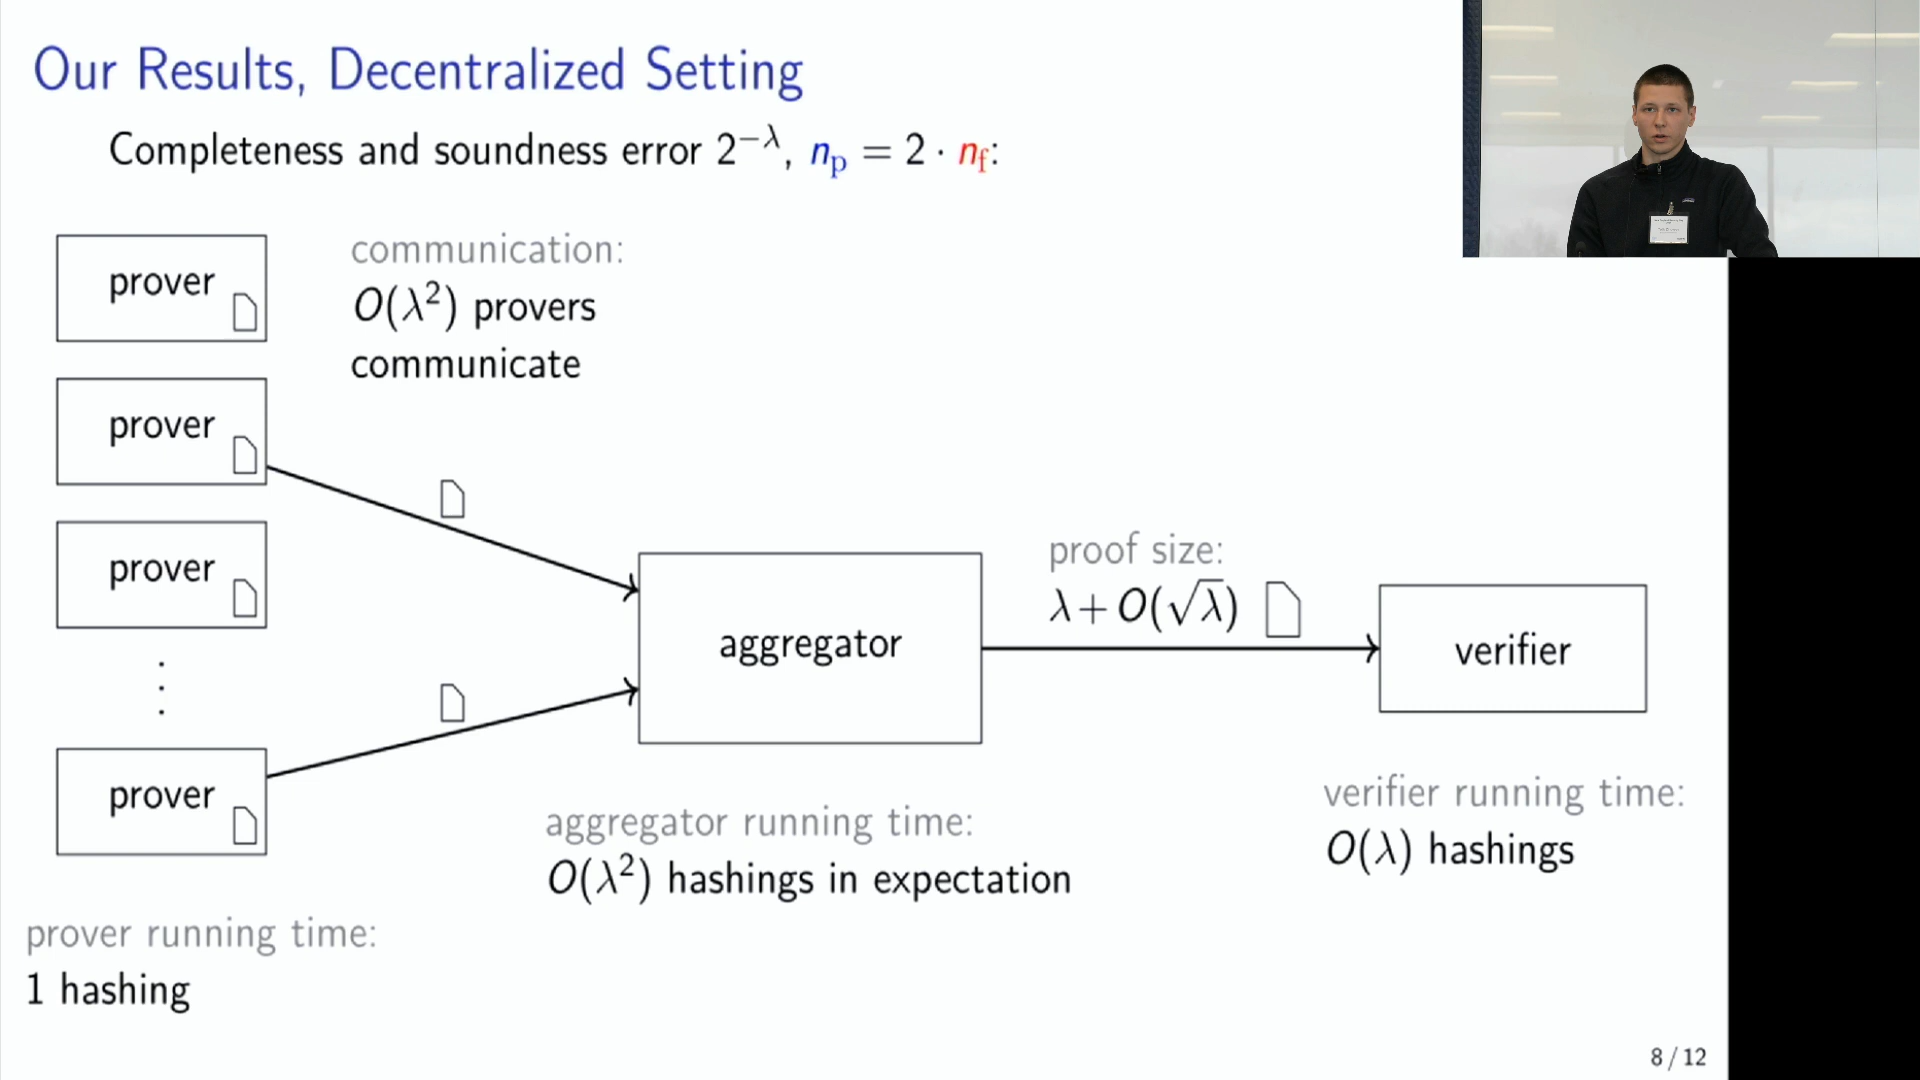 Our Results, Decentralized Setting
Completeness and soundness error 2^{−λ}, n_p = 2 · n_f:
prover
communication:
O(λ²) provers
communicate
prover
prover
⋮
prover
aggregator
proof size:
λ + O(√λ)
verifier
aggregator running time:
O(λ²) hashings in expectation
verifier running time:
O(λ) hashings
prover running time:
1 hashing
8 / 12